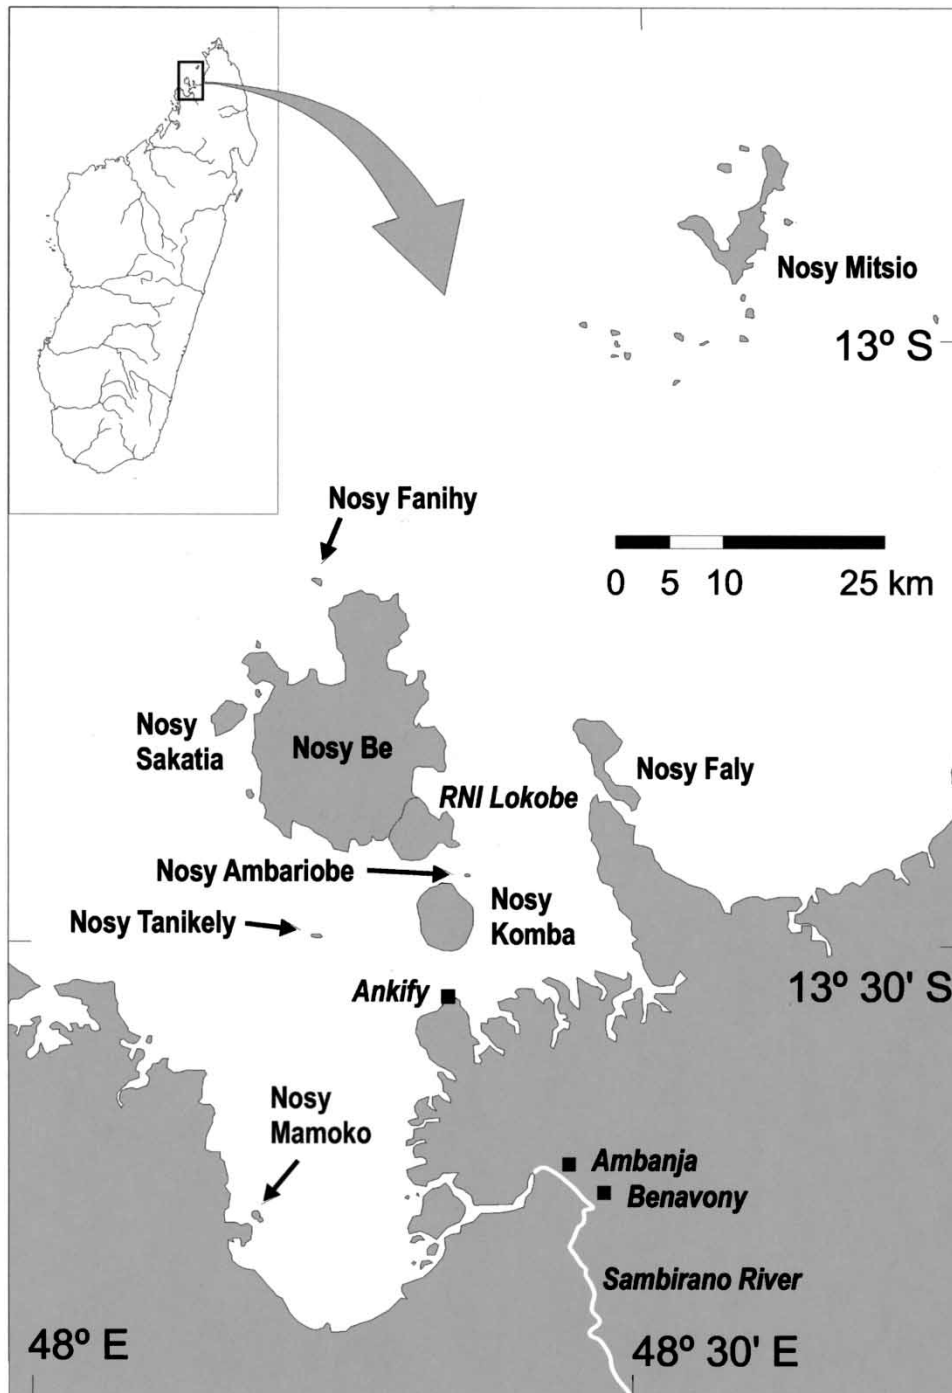 Nosy Mitsio
13º S
Nosy Fanihy
0 5 10 25 km
Nosy
Sakatia
Nosy Be
Nosy Faly
RNI Lokobe
Nosy Ambariobe
Nosy Tanikely
Nosy
Komba
Ankify
13º 30' S
Nosy
Mamoko
Ambanja
Benavony
Sambirano River
48º E
48º 30' E